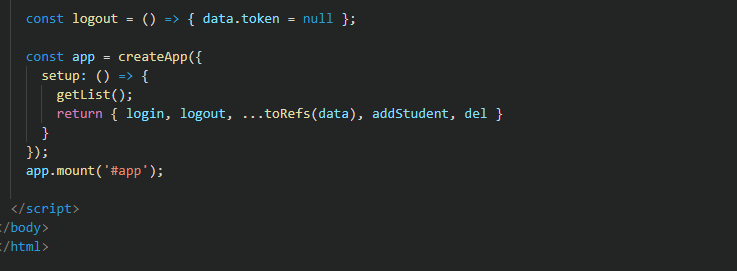 const logout = () => { data.token = null };
const app = createApp({
setup: () => {
getList();
return { login, logout, ...toRefs(data), addStudent, del }
}
});
app.mount('#app');
</script>
</body>
</html>